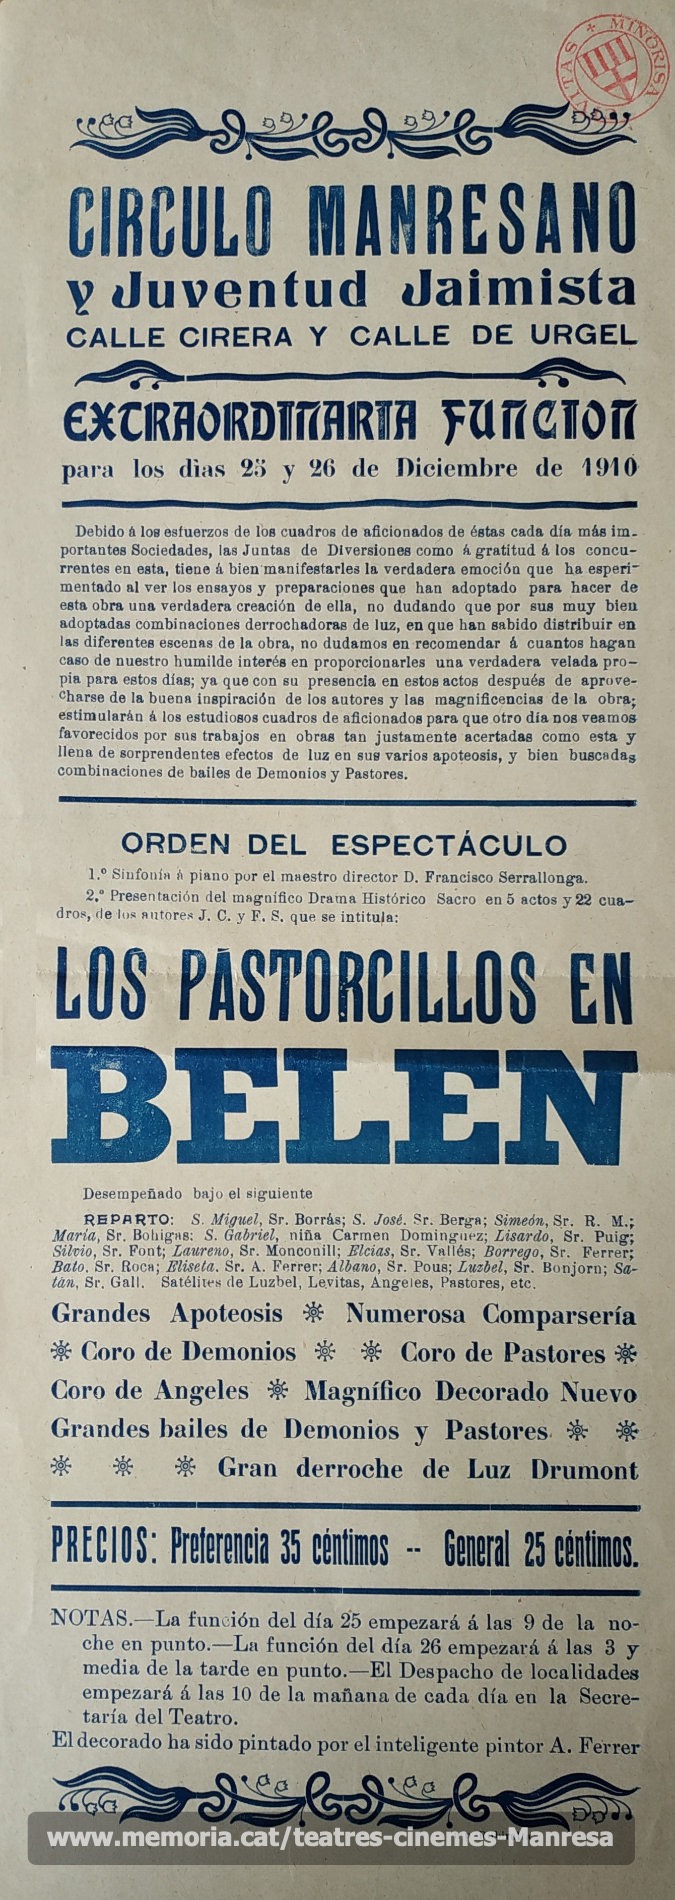 CIVITAS + MINORISA
CIRCULO MANRESANO
y Juventud Jaimista
CALLE CIRERA Y CALLE DE URGEL
EXTRAORDINARIA FUNCION
para los dias 25 y 26 de Diciembre de 1910
Debido á los esfuerzos de los cuadros de aficionados de éstas cada día más im-
portantes Sociedades, las Juntas de Diversiones como á gratitud á los concu-
rrentes en esta, tiene á bien manifestarles la verdadera emoción que ha esperi-
mentado al ver los ensayos y preparaciones que han adoptado para hacer de
esta obra una verdadera creación de ella, no dudando que por sus muy bien
adoptadas combinaciones derrochadoras de luz, en que han sabido distribuir en
las diferentes escenas de la obra, no dudamos en recomendar á cuantos hagan
caso de nuestro humilde interés en proporcionarles una verdadera velada pro-
pia para estos días; ya que con su presencia en estos actos después de aprove-
charse de la buena inspiración de los autores y las magnificencias de la obra;
estimularán á los estudiosos cuadros de aficionados para que otro día nos veamos
favorecidos por sus trabajos en obras tan justamente acertadas como esta y
llena de sorprendentes efectos de luz en sus varios apoteosis, y bien buscadas
combinaciones de bailes de Demonios y Pastores.
ORDEN DEL ESPECTÁCULO
1.º Sinfonía á piano por el maestro director D. Francisco Serrallonga.
2.º Presentación del magnífico Drama Histórico Sacro en 5 actos y 22 cua-
dros, de los autores J. C. y F. S. que se intitula:
LOS PASTORCILLOS EN
BELEN
Desempeñado bajo el siguiente
REPARTO: S. Miguel, Sr. Borrás; S. José. Sr. Berga; Simeón, Sr. R. M.;
María, Sr. Bohigas; S. Gabriel, niña Carmen Dominguez; Lisardo, Sr. Puig;
Silvio, Sr. Font; Laureno, Sr. Monconill; Elcias, Sr. Vallés; Borrego, Sr. Ferrer;
Bato. Sr. Roca; Eliseta. Sr. A. Ferrer; Albano, Sr. Pous; Luzbel, Sr. Bonjorn; Sa-
tàn, Sr. Gall. Satélites de Luzbel, Levitas, Angeles, Pastores, etc.
Grandes Apoteosis Numerosa Comparsería
Coro de Demonios Coro de Pastores
Coro de Angeles Magnífico Decorado Nuevo
Grandes bailes de Demonios y Pastores
Gran derroche de Luz Drumont
PRECIOS: Preferencia 35 céntimos -- General 25 céntimos.
NOTAS.—La función del día 25 empezará á las 9 de la no-
che en punto.—La función del día 26 empezará á las 3 y
media de la tarde en punto.—El Despacho de localidades
empezará á las 10 de la mañana de cada día en la Secre-
taría del Teatro.
El decorado ha sido pintado por el inteligente pintor A. Ferrer
www.memoria.cat/teatres-cinemes-Manresa